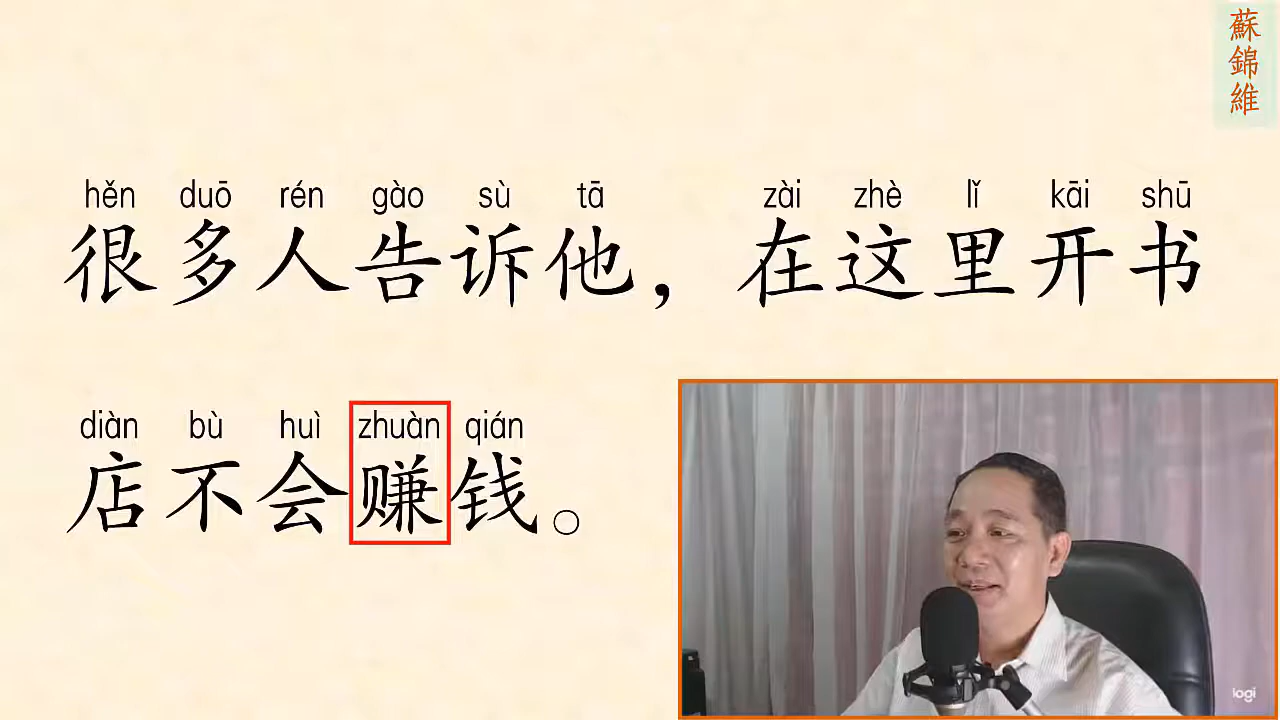 hěn duō rén gào sù tā zài zhè lǐ kāi shū
很多人告诉他，在这里开书
diàn bù huì zhuàn qián
店不会赚钱。
蘇錦維
logi